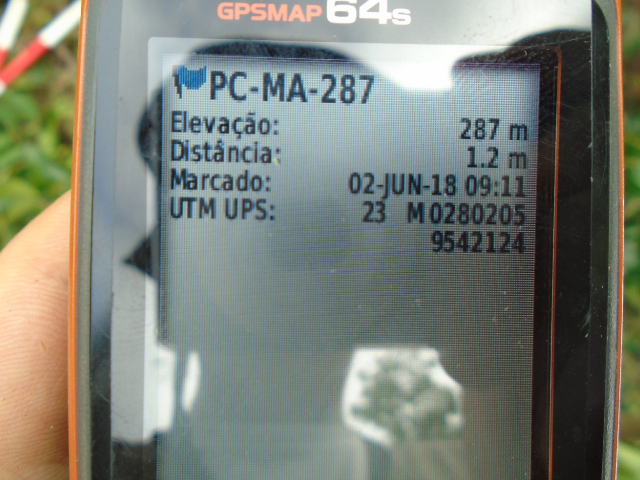 GPSMAP 64s
PC-MA-287
Elevação: 287 m
Distância: 1.2 m
Marcado: 02-JUN-18 09:11
UTM UPS: 23 M 0280205
9542124